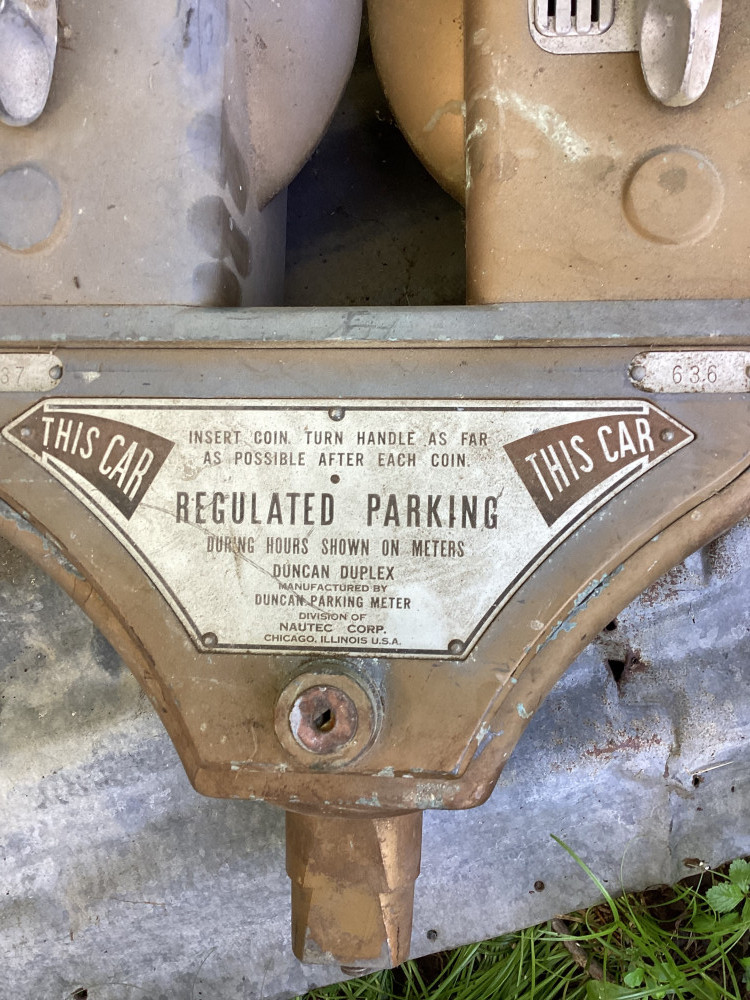 37
636
THIS CAR
THIS CAR
INSERT COIN. TURN HANDLE AS FAR
AS POSSIBLE AFTER EACH COIN.
REGULATED PARKING
DURING HOURS SHOWN ON METERS
DUNCAN DUPLEX
MANUFACTURED BY
DUNCAN PARKING METER
DIVISION OF
NAUTEC CORP.
CHICAGO, ILLINOIS U.S.A.